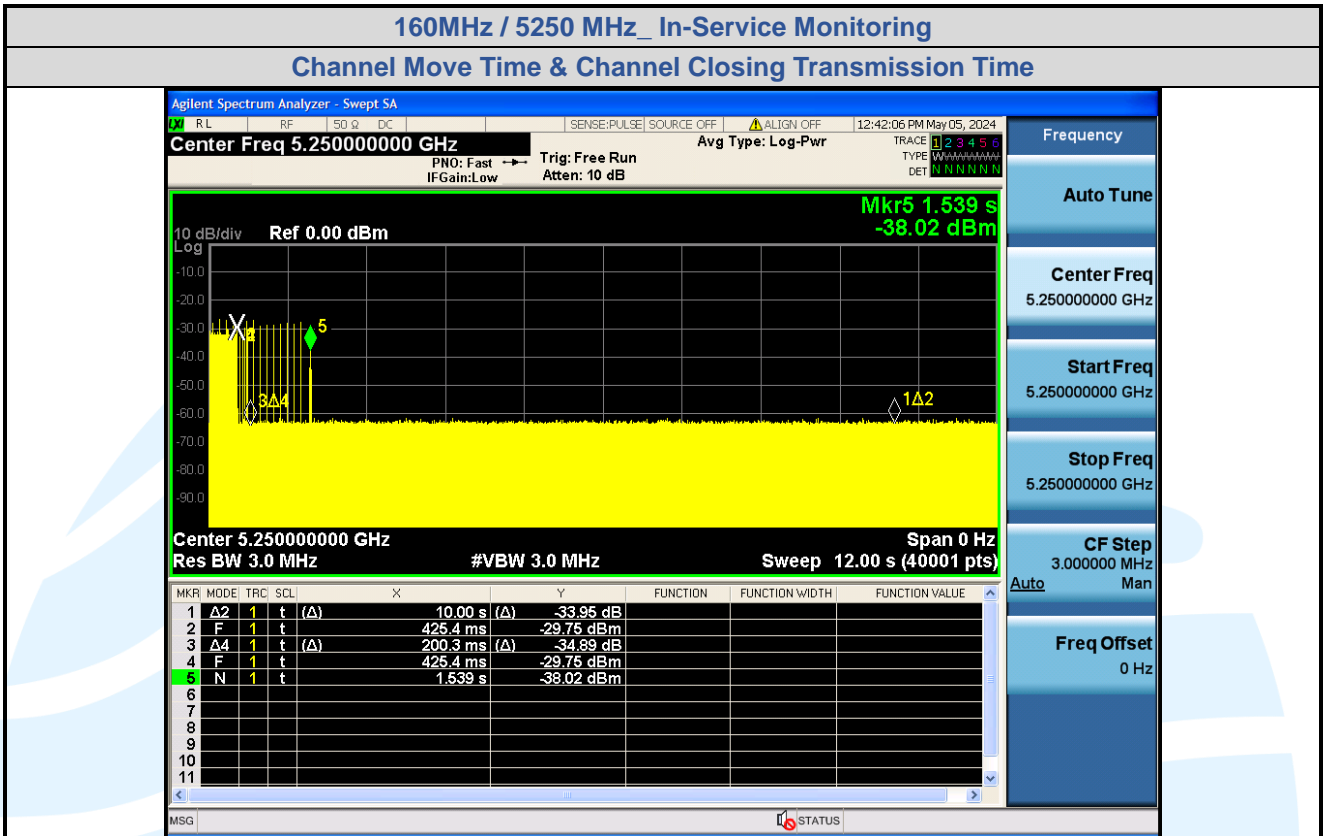 160MHz / 5250 MHz_ In-Service Monitoring
Channel Move Time & Channel Closing Transmission Time
Agilent Spectrum Analyzer - Swept SA
LXI RL RF 50 Ω DC SENSE:PULSE SOURCE OFF ALIGN OFF 12:42:06 PM May 05, 2024
Center Freq 5.250000000 GHz
PNO: Fast
IFGain:Low
Trig: Free Run
Atten: 10 dB
Avg Type: Log-Pwr
TRACE 1 2 3 4 5 6
TYPE
DET N N N N N N
Mkr5 1.539 s
-38.02 dBm
10 dB/div Ref 0.00 dBm
Log
-10.0
-20.0
-30.0
-40.0
-50.0
-60.0
-70.0
-80.0
-90.0
5
3Δ4
1Δ2
Center 5.250000000 GHz Span 0 Hz
Res BW 3.0 MHz #VBW 3.0 MHz Sweep 12.00 s (40001 pts)
MKR MODE TRC SCL X Y FUNCTION FUNCTION WIDTH FUNCTION VALUE
1 Δ2 1 t (Δ) 10.00 s (Δ) -33.95 dB
2 F 1 t 425.4 ms -29.75 dBm
3 Δ4 1 t (Δ) 200.3 ms (Δ) -34.89 dB
4 F 1 t 425.4 ms -29.75 dBm
5 N 1 t 1.539 s -38.02 dBm
6
7
8
9
10
11
MSG STATUS
Frequency
Auto Tune
Center Freq
5.250000000 GHz
Start Freq
5.250000000 GHz
Stop Freq
5.250000000 GHz
CF Step
3.000000 MHz
Auto Man
Freq Offset
0 Hz